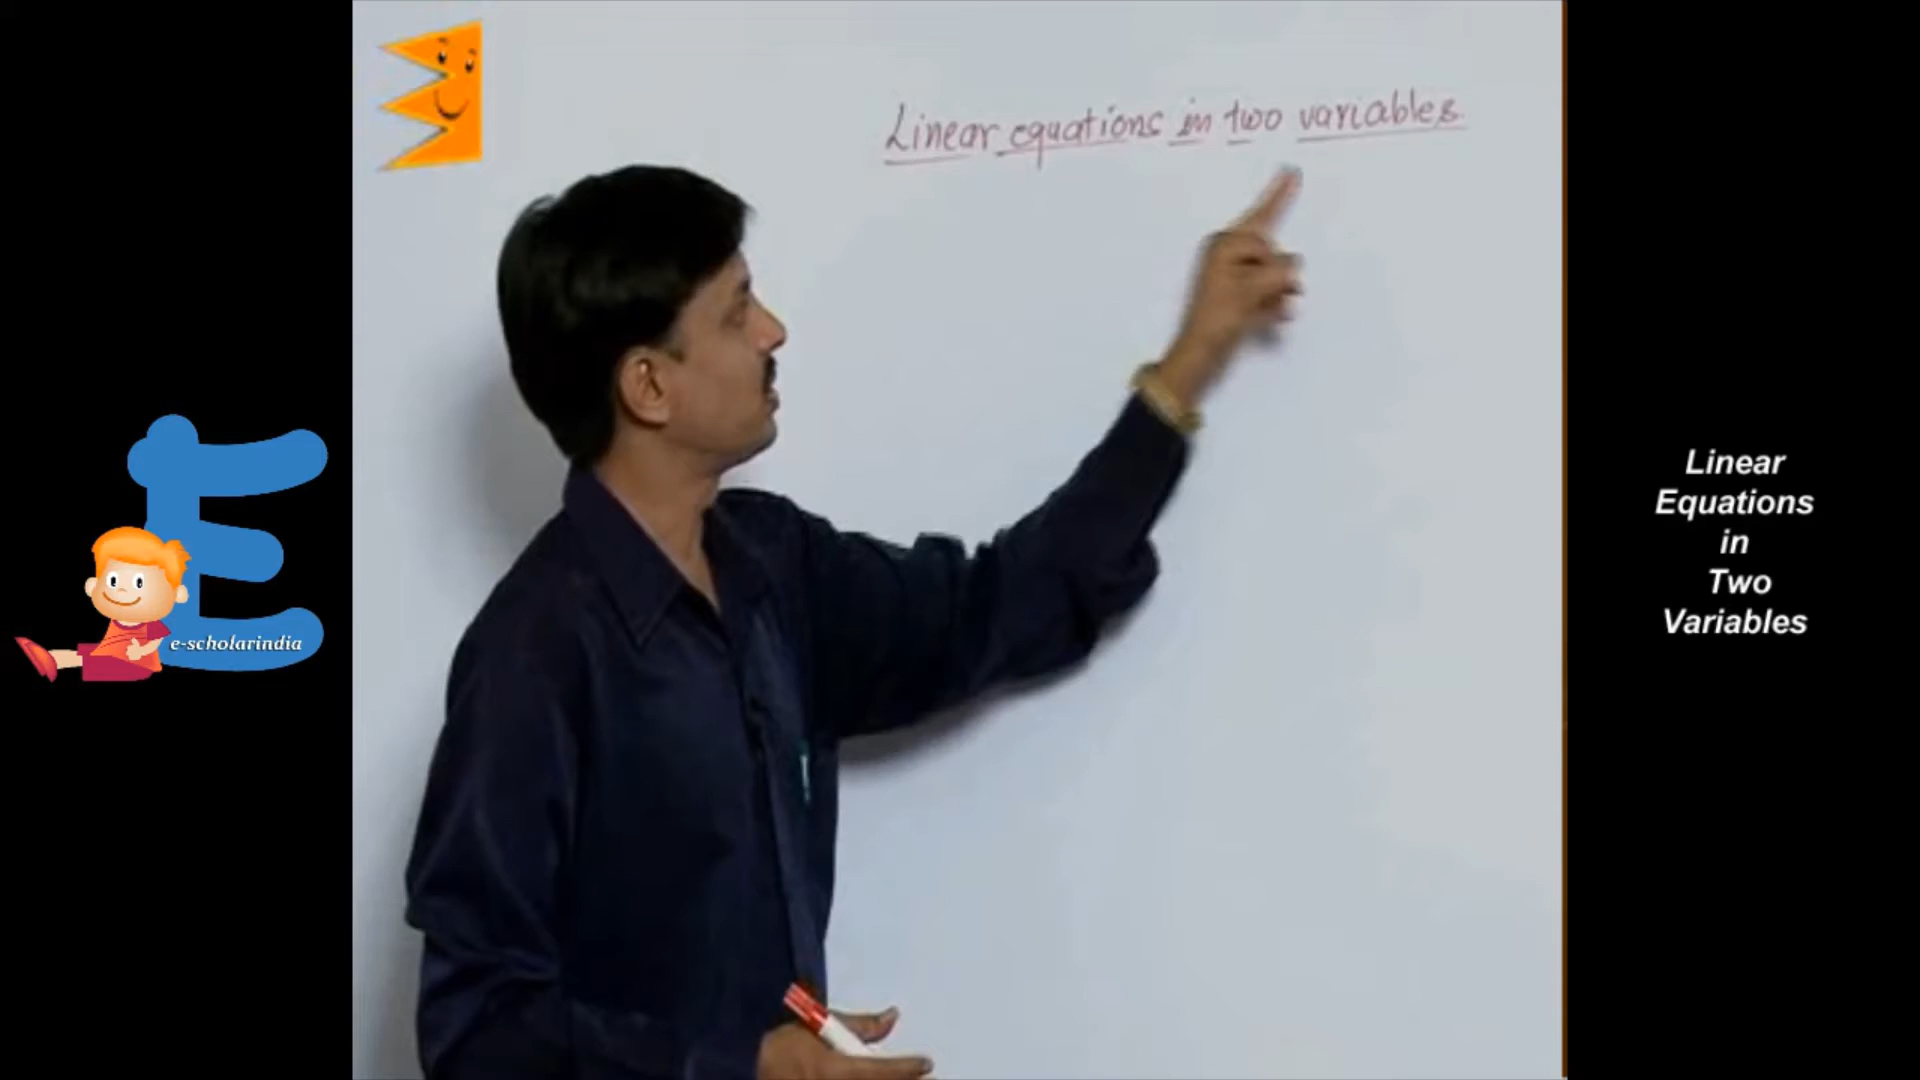 Linear equations in two variables
e-scholarindia
Linear
Equations
in
Two
Variables